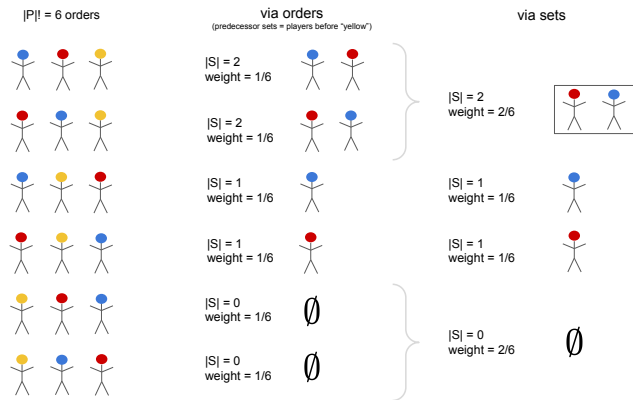 |P|! = 6 orders
via orders
(predecessor sets = players before “yellow”)
via sets
|S| = 2
weight = 1/6
|S| = 2
weight = 2/6
|S| = 2
weight = 1/6
|S| = 1
weight = 1/6
|S| = 1
weight = 1/6
|S| = 1
weight = 1/6
|S| = 1
weight = 1/6
|S| = 0
weight = 1/6
∅
|S| = 0
weight = 2/6
∅
|S| = 0
weight = 1/6
∅